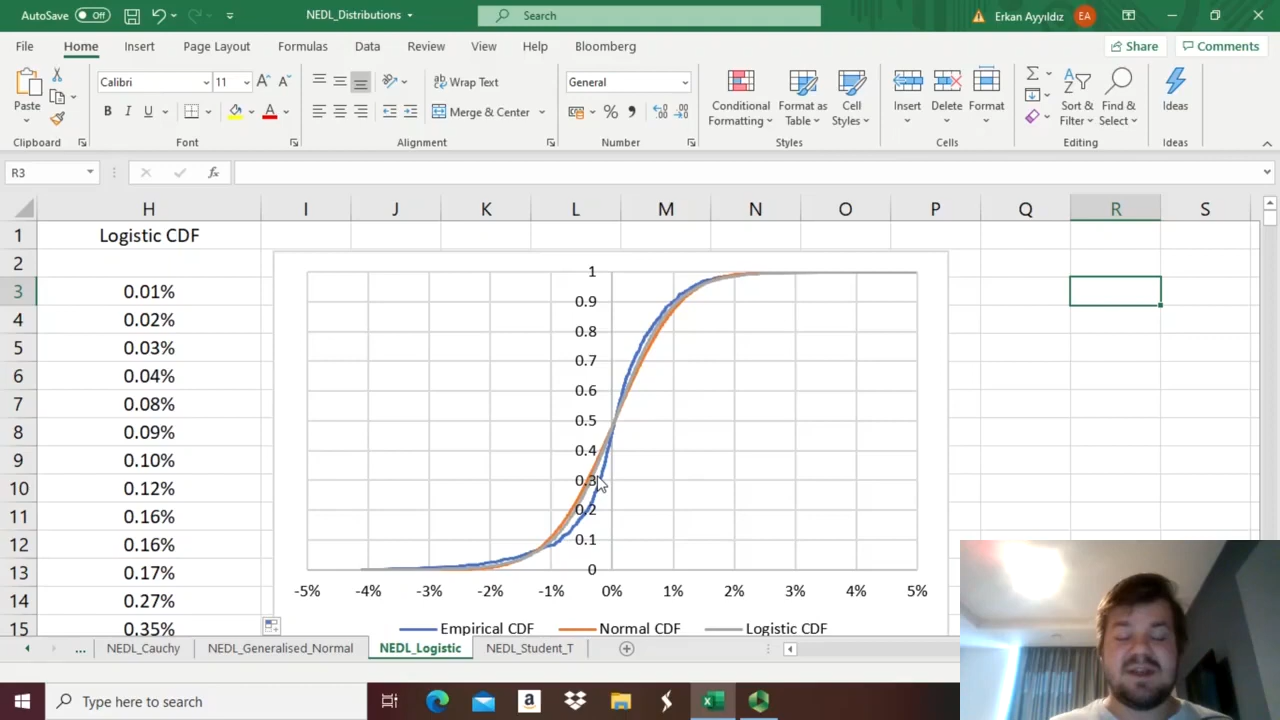 AutoSave Off NEDL_Distributions Search Erkan Ayyıldız EA
File Home Insert Page Layout Formulas Data Review View Help Bloomberg Share Comments
Paste Calibri 11 Wrap Text General Conditional Formatting Format as Table Cell Styles Insert Delete Format Sort & Filter Find & Select Ideas
B I U Merge & Center
Clipboard Font Alignment Number Styles Cells Editing Ideas
R3 fx
H I J K L M N O P Q R S
1 Logistic CDF
2
3 0.01%
4 0.02%
5 0.03%
6 0.04%
7 0.08%
8 0.09%
9 0.10%
10 0.12%
11 0.16%
12 0.16%
13 0.17%
14 0.27%
15 0.35%
1
0.9
0.8
0.7
0.6
0.5
0.4
0.3
0.2
0.1
0
-5% -4% -3% -2% -1% 0% 1% 2% 3% 4% 5%
Empirical CDF Normal CDF Logistic CDF
... NEDL_Cauchy NEDL_Generalised_Normal NEDL_Logistic NEDL_Student_T
Type here to search